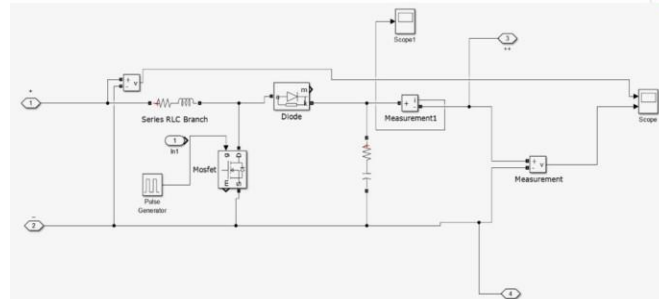 Scope1
3
++
+
1
+
-
v
m
Scope
Series RLC Branch
Diode
Measurement1
1
In1
Mosfet
g
D
m
S
Pulse
Generator
+
-
v
Measurement
-
2
4